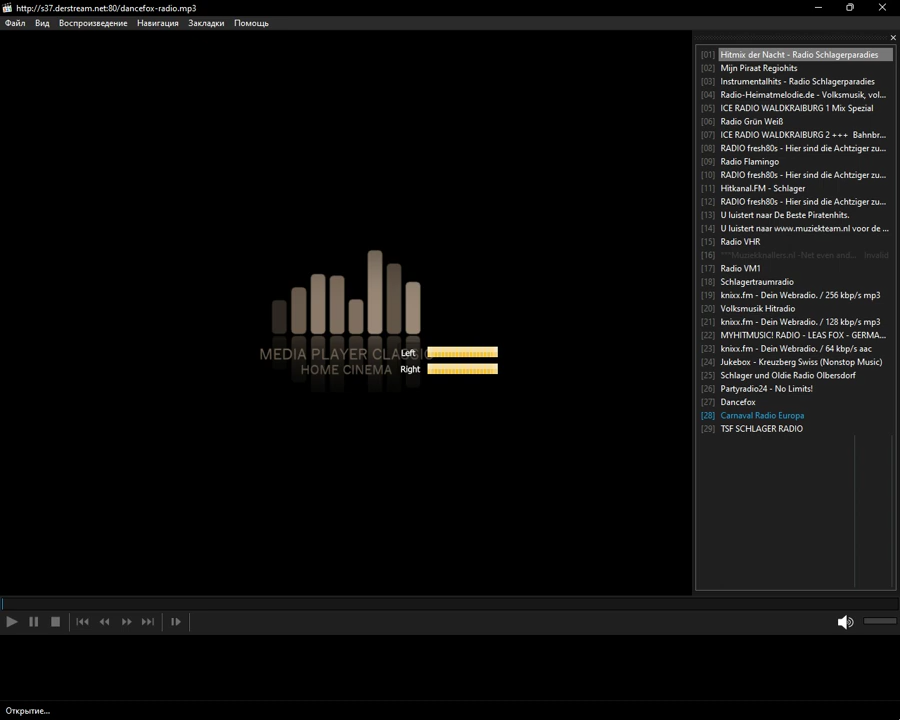 http://s37.derstream.net:80/dancefox-radio.mp3
Файл Вид Воспроизведение Навигация Закладки Помощь
[01] Hitmix der Nacht - Radio Schlagerparadies
[02] Mijn Piraat Regiohits
[03] Instrumentalhits - Radio Schlagerparadies
[04] Radio-Heimatmelodie.de - Volksmusik, vol...
[05] ICE RADIO WALDKRAIBURG 1 Mix Spezial
[06] Radio Grün Weiß
[07] ICE RADIO WALDKRAIBURG 2 +++ Bahnbr...
[08] RADIO fresh80s - Hier sind die Achtziger zu...
[09] Radio Flamingo
[10] RADIO fresh80s - Hier sind die Achtziger zu...
[11] Hitkanal.FM - Schlager
[12] RADIO fresh80s - Hier sind die Achtziger zu...
[13] U luistert naar De Beste Piratenhits.
[14] U luistert naar www.muziekteam.nl voor de ...
[15] Radio VHR
[16] ***Muziekknallers.nl -Net even and... Invalid
[17] Radio VM1
[18] Schlagertraumradio
[19] knixx.fm - Dein Webradio. / 256 kbp/s mp3
[20] Volksmusik Hitradio
[21] knixx.fm - Dein Webradio. / 128 kbp/s mp3
[22] MYHITMUSIC! RADIO - LEAS FOX - GERMA...
[23] knixx.fm - Dein Webradio. / 64 kbp/s aac
[24] Jukebox - Kreuzberg Swiss (Nonstop Music)
[25] Schlager und Oldie Radio Olbersdorf
[26] Partyradio24 - No Limits!
[27] Dancefox
[28] Carnaval Radio Europa
[29] TSF SCHLAGER RADIO
MEDIA PLAYER CLASSIC
HOME CINEMA
Left
Right
Открытие...